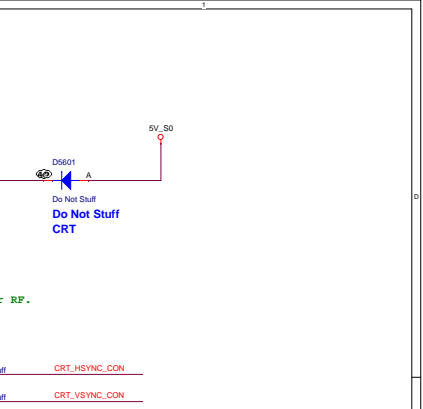 1
5V_S0
D5601
A
Do Not Stuff
Do Not Stuff
CRT
D
RF.
CRT_HSYNC_CON
CRT_VSYNC_CON